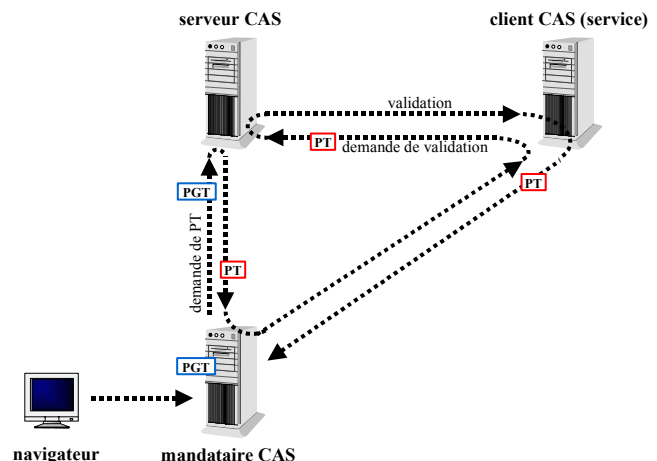 serveur CAS
client CAS (service)
validation
PT
demande de validation
PT
PGT
demande de PT
PT
PGT
navigateur
mandataire CAS